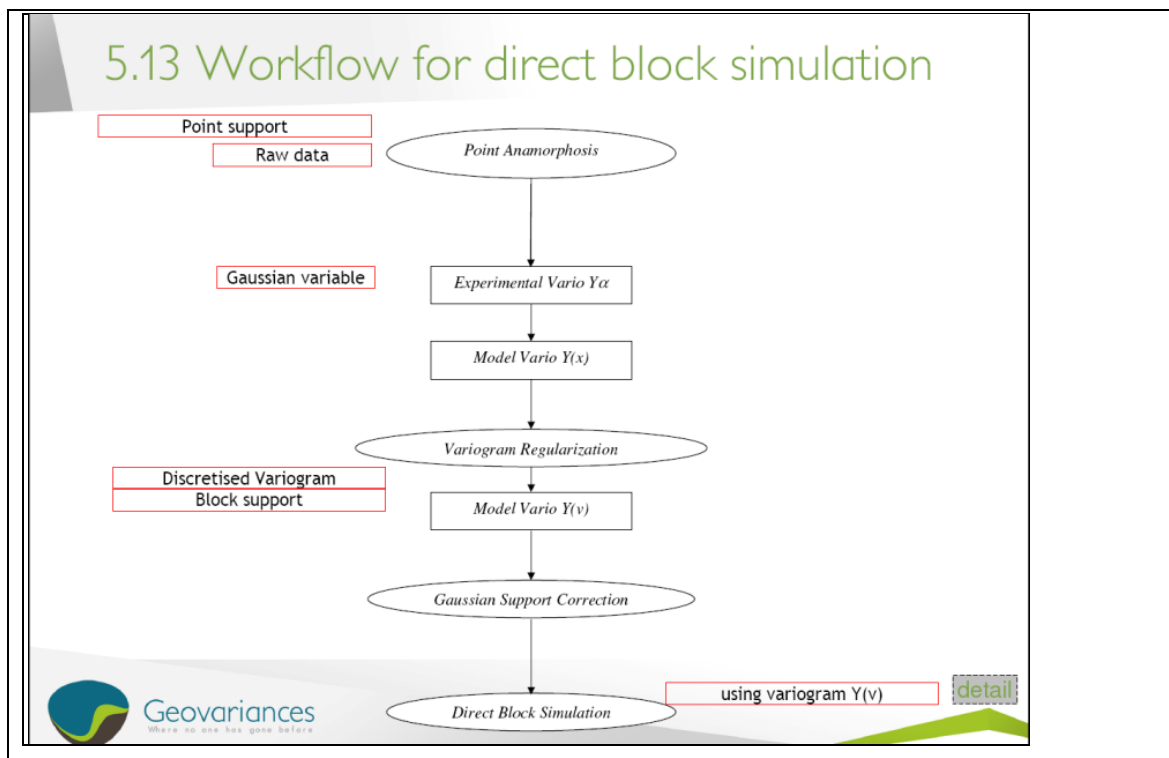 5.13 Workflow for direct block simulation
Point support
Raw data
Point Anamorphosis
Gaussian variable
Experimental Vario Yα
Model Vario Y(x)
Variogram Regularization
Discretised Variogram
Block support
Model Vario Y(v)
Gaussian Support Correction
Direct Block Simulation
using variogram Y(v)
detail
Geovariances
Where no one has gone before